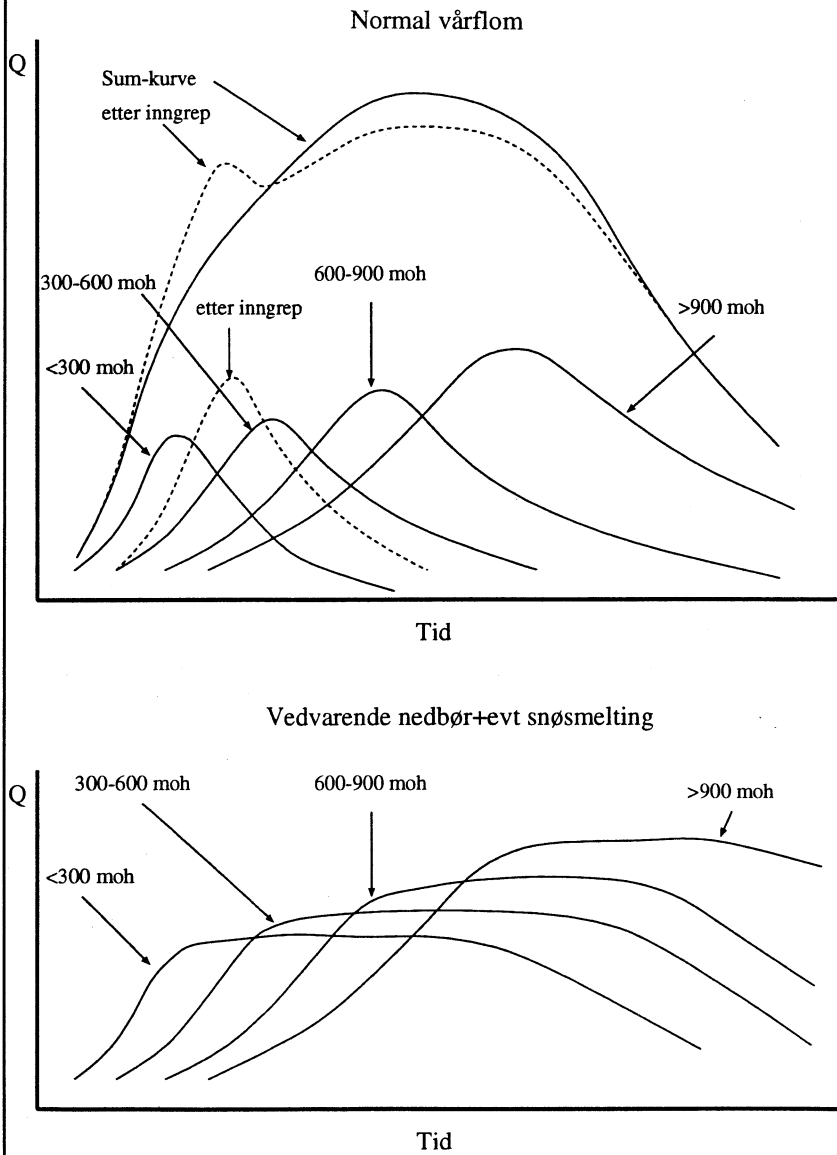 Normal vårflom
Q
Sum-kurve
etter inngrep
300-600 moh
600-900 moh
etter inngrep
>900 moh
<300 moh
Tid
Vedvarende nedbør+evt snøsmelting
Q
300-600 moh
600-900 moh
>900 moh
<300 moh
Tid